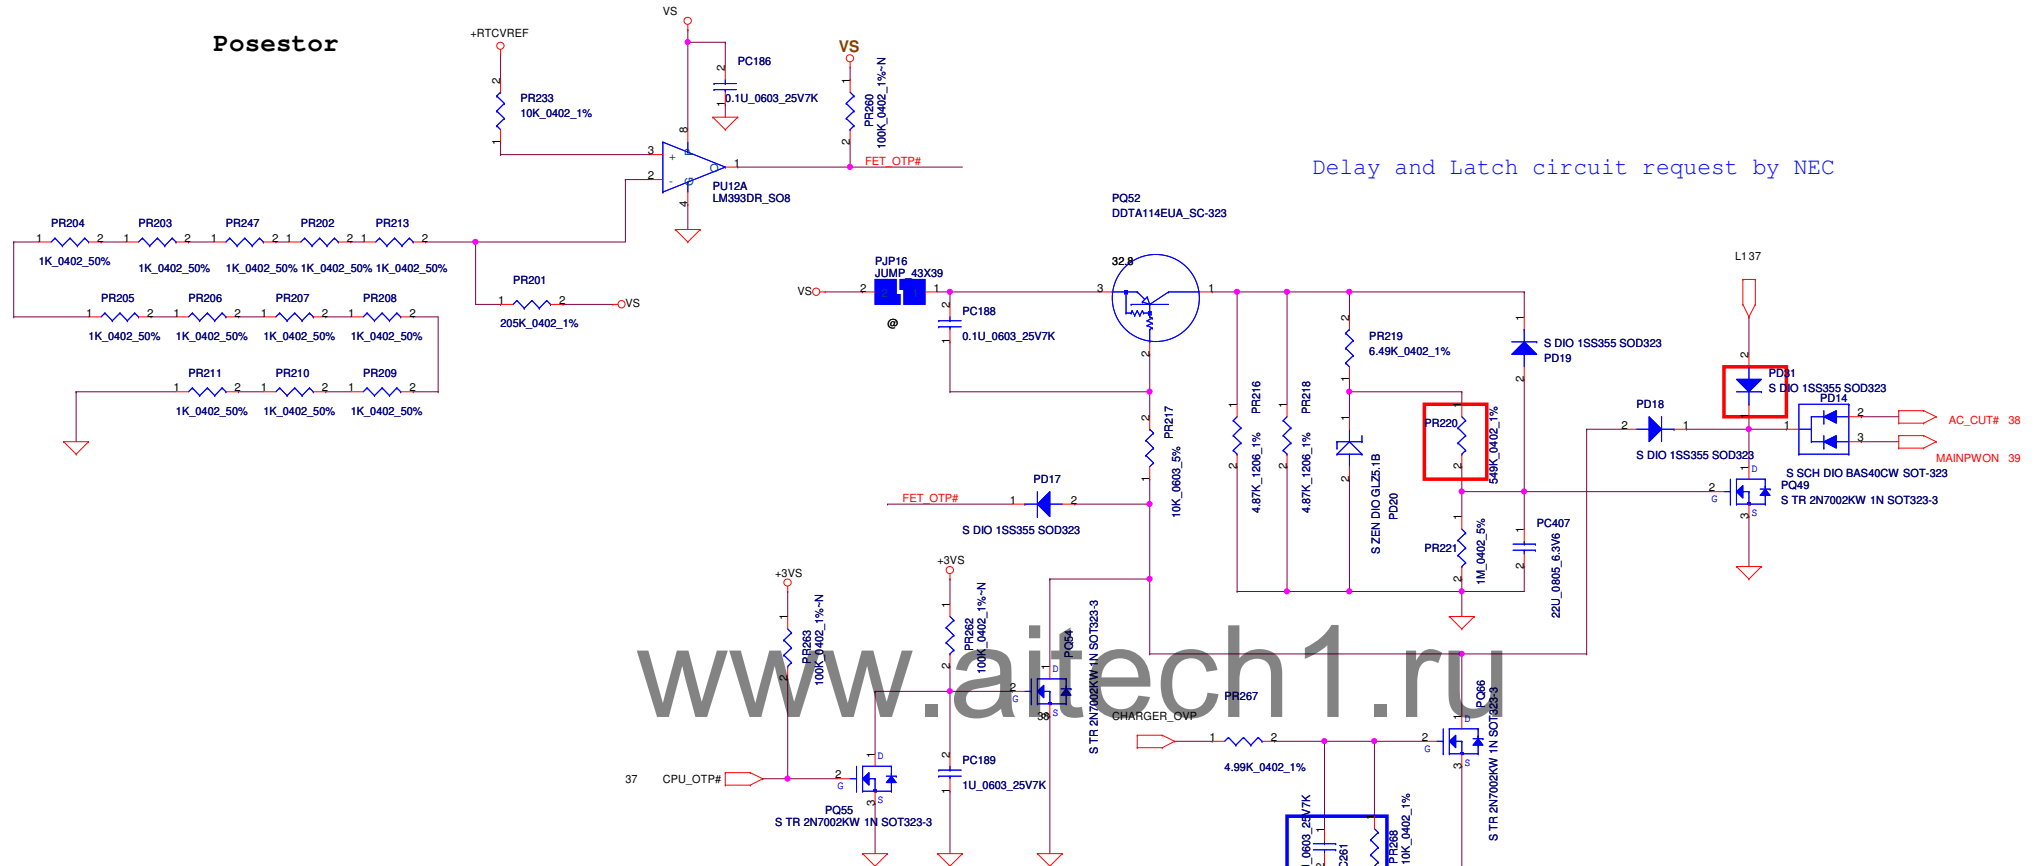 Posestor
+RTCVREF
VS
VS
PR233
10K_0402_1%
PC186
0.1U_0603_25V7K
PR260
100K_0402_1%~N
FET_OTP#
PU12A
LM393DR_SO8
Delay and Latch circuit request by NEC
PR204
1K_0402_50%
PR203
1K_0402_50%
PR247
1K_0402_50%
PR202
1K_0402_50%
PR213
1K_0402_50%
PR201
205K_0402_1%
VS
PR205
1K_0402_50%
PR206
1K_0402_50%
PR207
1K_0402_50%
PR208
1K_0402_50%
PR211
1K_0402_50%
PR210
1K_0402_50%
PR209
1K_0402_50%
PQ52
DDTA114EUA_SC-323
32.8
PJP16
JUMP_43X39
VS
@
PC188
0.1U_0603_25V7K
PR217
10K_0603_5%
PR216
4.87K_1206_1%
PR218
4.87K_1206_1%
PR219
6.49K_0402_1%
S ZEN DIO GLZ5.1B
PD20
PR220
549K_0402_1%
PR221
1M_0402_5%
S DIO 1SS355 SOD323
PD19
PC407
22U_0805_6.3V6
L137
PD31
S DIO 1SS355 SOD323
PD14
PD18
S DIO 1SS355 SOD323
AC_CUT# 38
MAINPWON 39
S SCH DIO BAS40CW SOT-323
PQ49
S TR 2N7002KW 1N SOT323-3
FET_OTP#
PD17
S DIO 1SS355 SOD323
+3VS
PR263
100K_0402_1%~N
+3VS
PR262
100K_0402_1%~N
PQ54
S TR 2N7002KW 1N SOT323-3
38
37 CPU_OTP#
PQ55
S TR 2N7002KW 1N SOT323-3
PC189
1U_0603_25V7K
CHARGER_OVP
PR267
4.99K_0402_1%
PQ66
S TR 2N7002KW 1N SOT323-3
PR268
10K_0402_1%
www.aitech1.ru